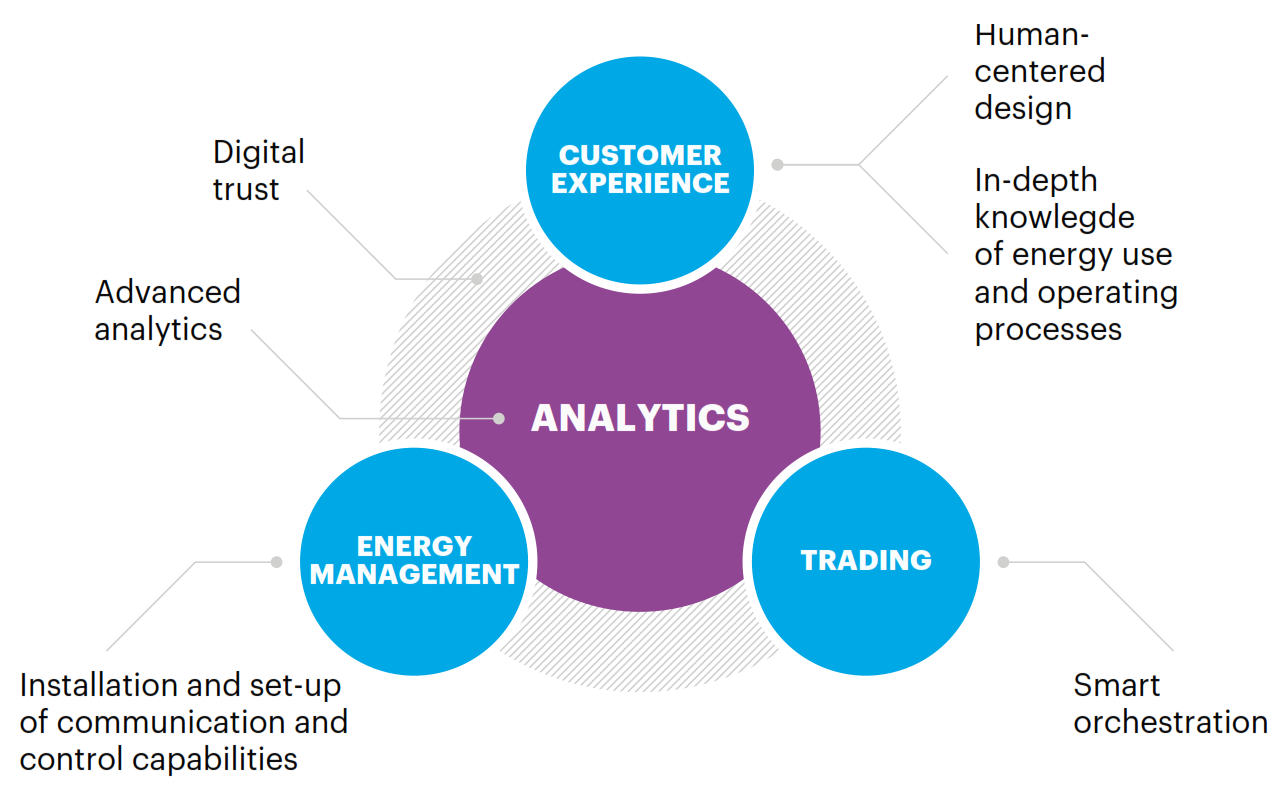 Human-
centered
design
CUSTOMER
EXPERIENCE
Digital
trust
In-depth
knowlegde
of energy use
and operating
processes
Advanced
analytics
ANALYTICS
ENERGY
MANAGEMENT
TRADING
Installation and set-up
of communication and
control capabilities
Smart
orchestration